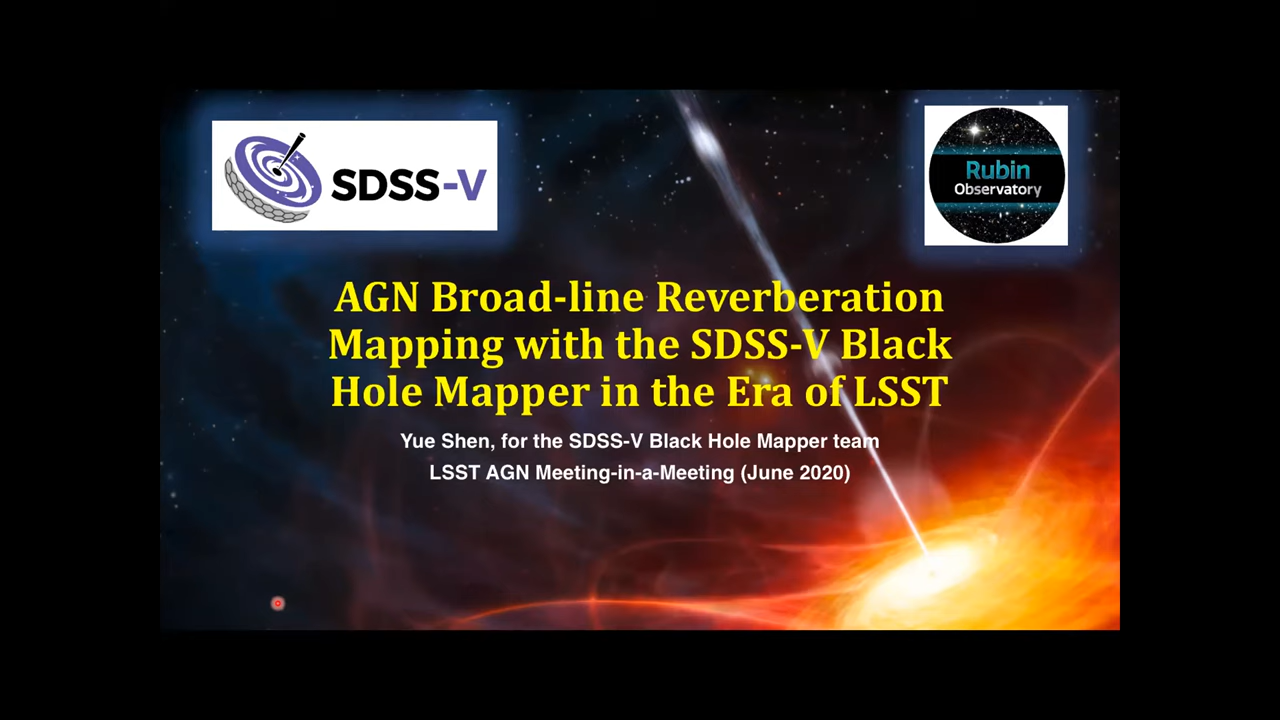 SDSS-V
Rubin
Observatory
AGN Broad-line Reverberation
Mapping with the SDSS-V Black
Hole Mapper in the Era of LSST
Yue Shen, for the SDSS-V Black Hole Mapper team
LSST AGN Meeting-in-a-Meeting (June 2020)